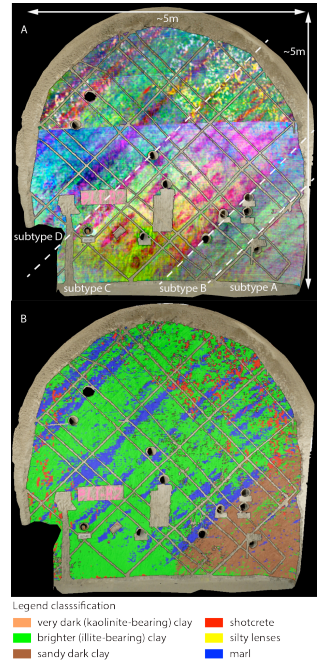 A
~5m
~5m
subtype D
subtype C
subtype B
subtype A
B
Legend classsification
very dark (kaolinite-bearing) clay
brighter (illite-bearing) clay
sandy dark clay
shotcrete
silty lenses
marl